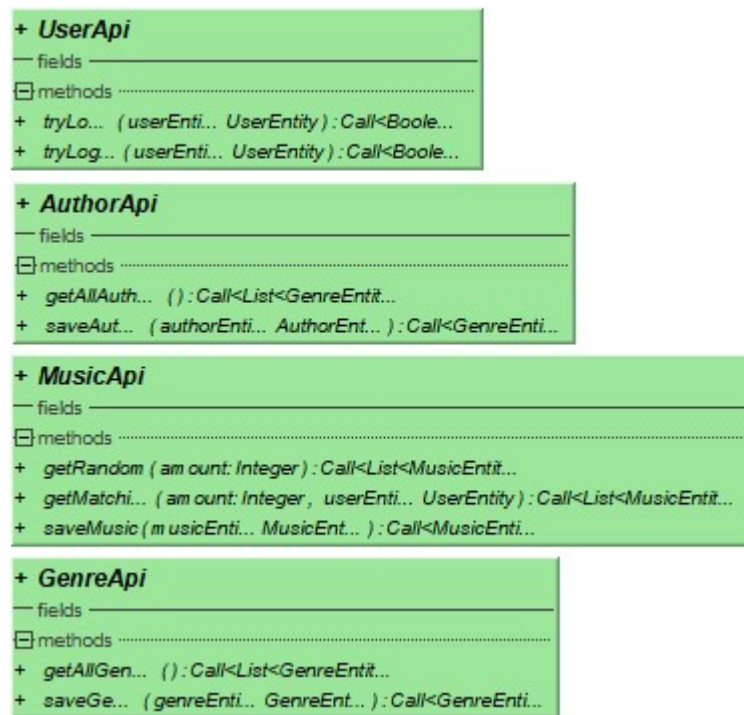 + UserApi
fields
methods
+ tryLo... (userEnti... UserEntity):Call<Boole...
+ tryLog... (userEnti... UserEntity):Call<Boole...
+ AuthorApi
fields
methods
+ getAllAuth... ():Call<List<GenreEntit...
+ saveAut... (authorEnti... AuthorEnt... ):Call<GenreEnti...
+ MusicApi
fields
methods
+ getRandom(amount:Integer):Call<List<MusicEntit...
+ getMatchi... (amount:Integer, userEnti... UserEntity):Call<List<MusicEntit...
+ saveMusic(musicEnti... MusicEnt... ):Call<MusicEnti...
+ GenreApi
fields
methods
+ getAllGen... ():Call<List<GenreEntit...
+ saveGe... (genreEnti... GenreEnt... ):Call<GenreEnti...